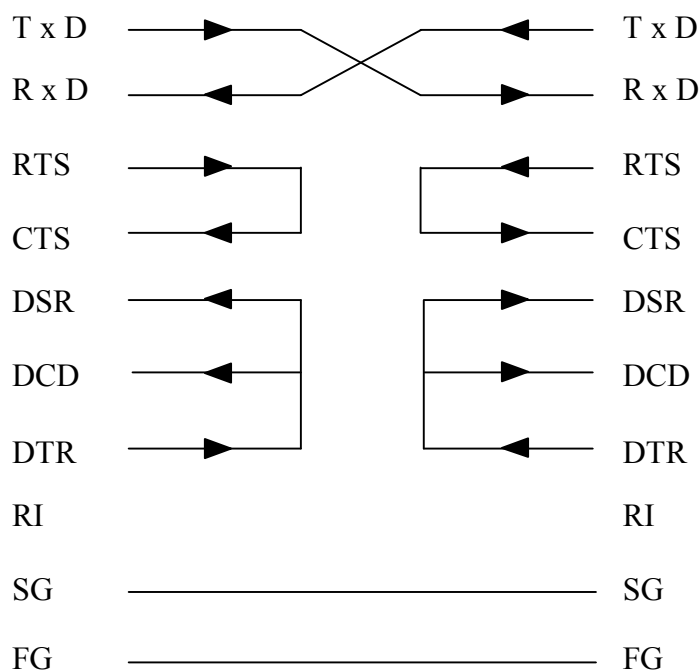 T x D T x D
R x D R x D
RTS RTS
CTS CTS
DSR DSR
DCD DCD
DTR DTR
RI RI
SG SG
FG FG